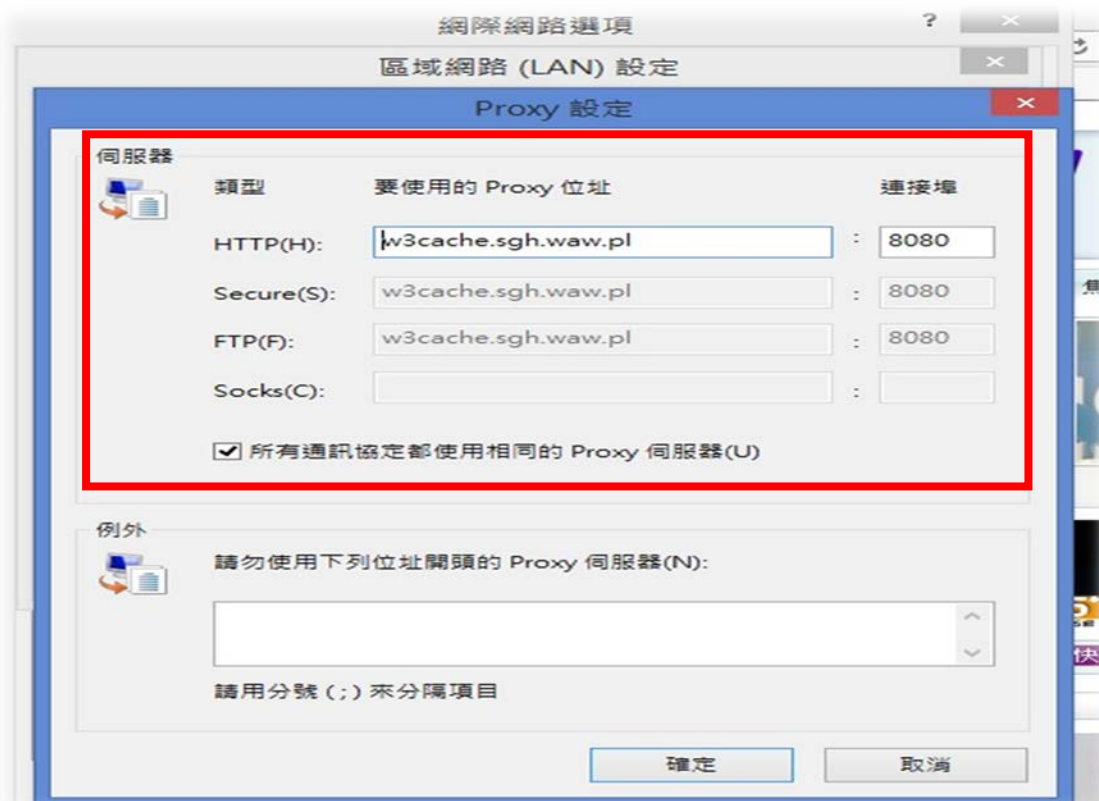 網際網路選項
?
區域網路 (LAN) 設定
Proxy 設定
伺服器
類型 要使用的 Proxy 位址 連接埠
HTTP(H): w3cache.sgh.waw.pl : 8080
Secure(S): w3cache.sgh.waw.pl : 8080
FTP(F): w3cache.sgh.waw.pl : 8080
Socks(C): :
所有通訊協定都使用相同的 Proxy 伺服器(U)
例外
請勿使用下列位址開頭的 Proxy 伺服器(N):
請用分號 ( ; ) 來分隔項目
確定 取消
快